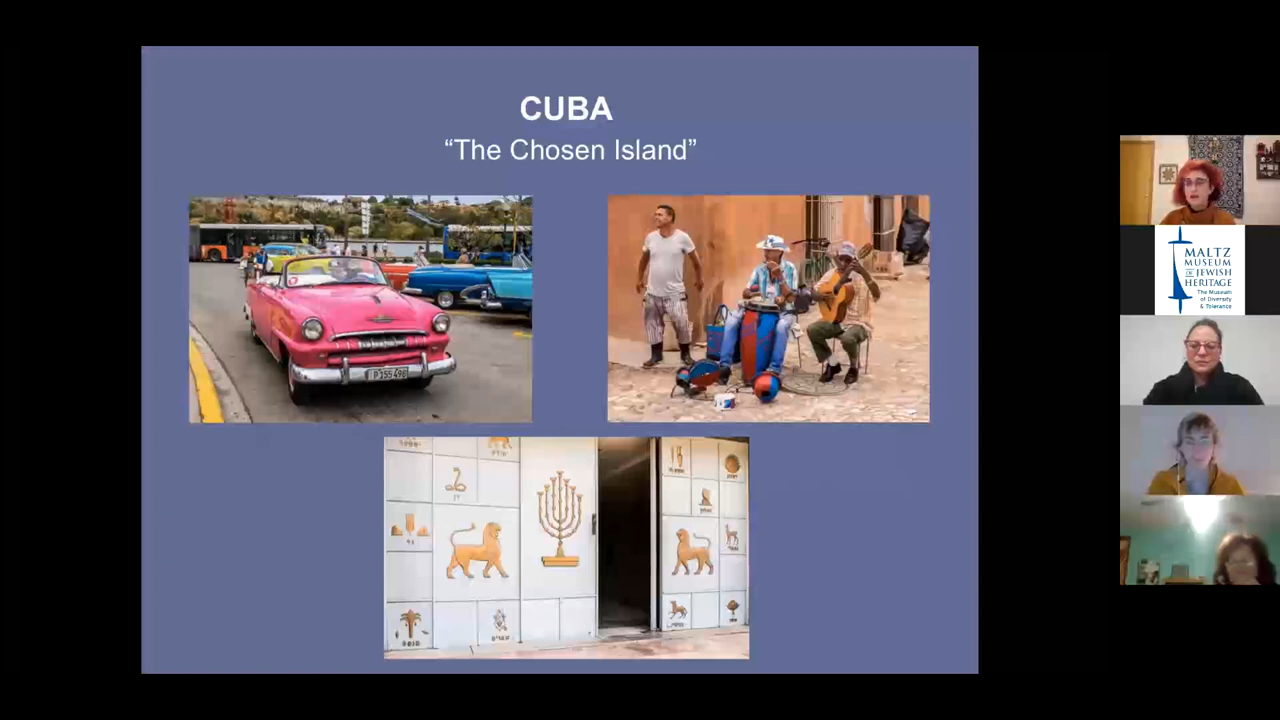 CUBA
“The Chosen Island”
MALTZ
MUSEUM
OF JEWISH
HERITAGE
The Museum
of Diversity
& Tolerance